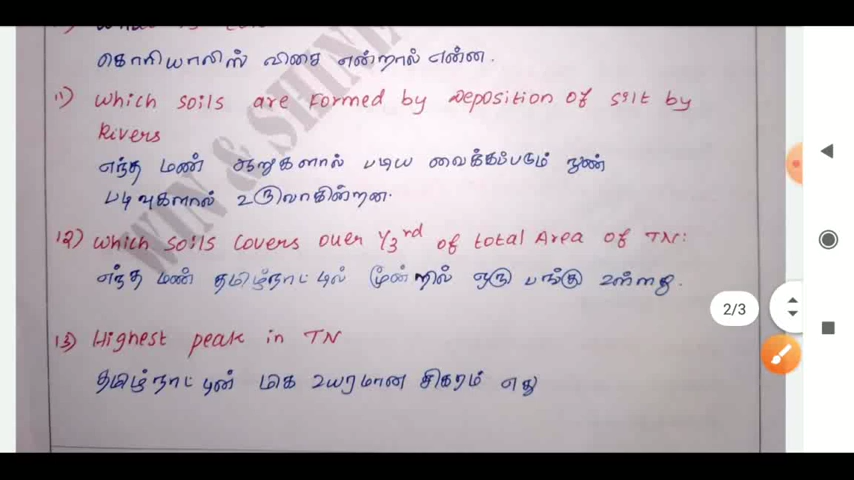 கொரியாலிஸ் விசை என்றால் என்ன.
11) which soils are Formed by Deposition of silt by
Rivers
எந்த மண் ஆறுகளால் படிய வைக்கப்படும் நுண்
படிவுகளால் உருவாகின்றன.
12) which soils covers over 1/3rd of total Area of TN:
எந்த மண் தமிழ்நாட்டில் மூன்றில் ஒரு பங்கு உள்ளது.
13) Highest peak in TN
தமிழ்நாட்டின் மிக உயரமான சிகரம் எது
WIN & SHINE
2/3